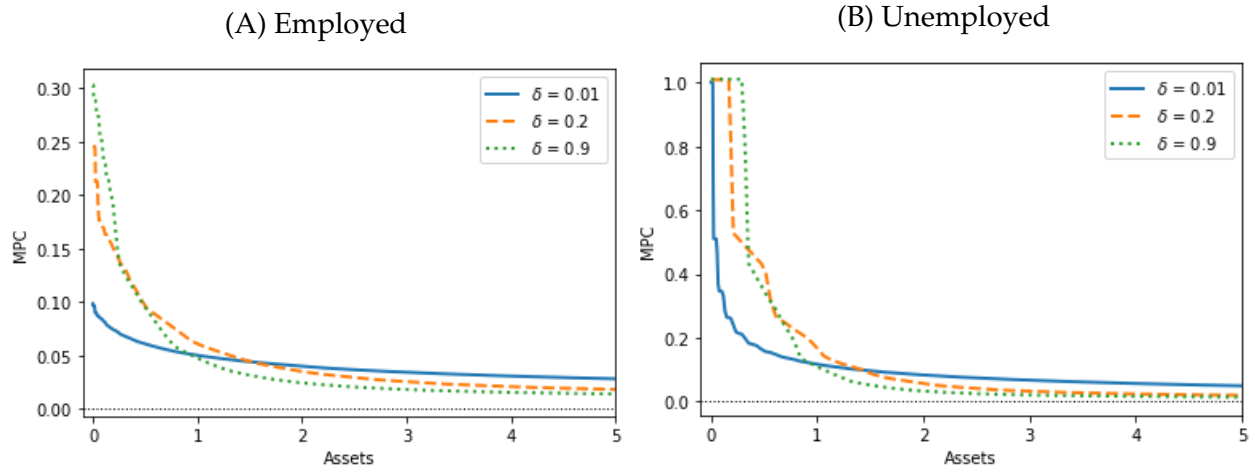 (A) Employed
(B) Unemployed
0.30
0.25
0.20
0.15
0.10
0.05
0.00
MPC
δ = 0.01
δ = 0.2
δ = 0.9
0 1 2 3 4 5
Assets
1.0
0.8
0.6
0.4
0.2
0.0
MPC
δ = 0.01
δ = 0.2
δ = 0.9
0 1 2 3 4 5
Assets